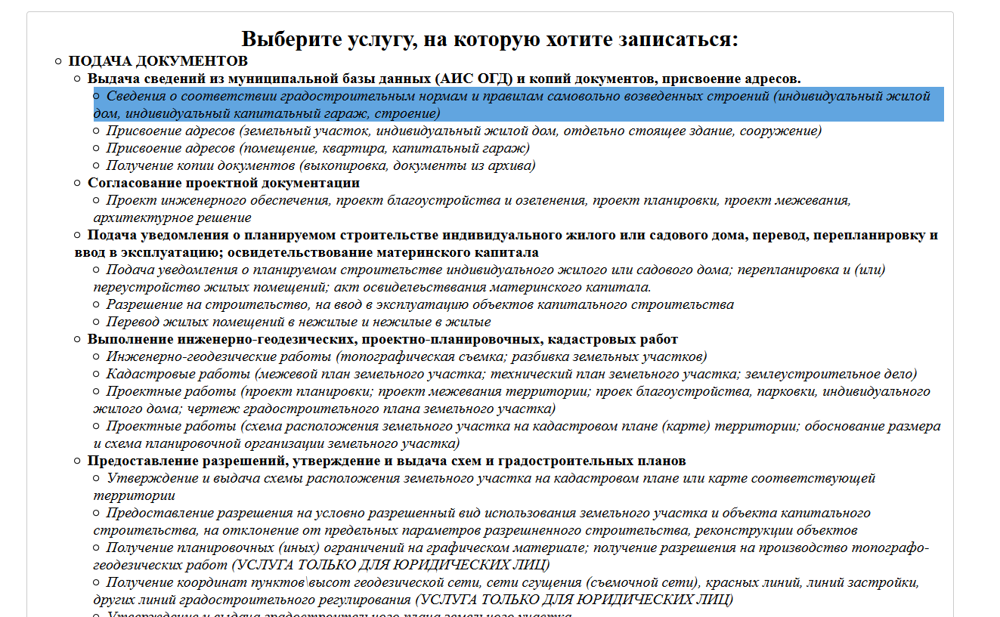 Выберите услугу, на которую хотите записаться:
ПОДАЧА ДОКУМЕНТОВ
Выдача сведений из муниципальной базы данных (АИС ОГД) и копий документов, присвоение адресов.
Сведения о соответствии градостроительным нормам и правилам самовольно возведенных строений (индивидуальный жилой
дом, индивидуальный капитальный гараж, строение)
Присвоение адресов (земельный участок, индивидуальный жилой дом, отдельно стоящее здание, сооружение)
Присвоение адресов (помещение, квартира, капитальный гараж)
Получение копии документов (выкопировка, документы из архива)
Согласование проектной документации
Проект инженерного обеспечения, проект благоустройства и озеленения, проект планировки, проект межевания,
архитектурное решение
Подача уведомления о планируемом строительстве индивидуального жилого или садового дома, перевод, перепланировку и
ввод в эксплуатацию; освидетельствование материнского капитала
Подача уведомления о планируемом строительстве индивидуального жилого или садового дома; перепланировка и (или)
переустройство жилых помещений; акт освиделеьстввания материнского капитала.
Разрешение на строительство, на ввод в эксплуатацию объектов капитального строительства
Перевод жилых помещений в нежилые и нежилые в жилые
Выполнение инженерно-геодезических, проектно-планировочных, кадастровых работ
Инженерно-геодезические работы (топографическая съемка; разбивка земельных участков)
Кадастровые работы (межевой план земельного участка; технический план земельного участка; землеустроительное дело)
Проектные работы (проект планировки; проект межевания территории; проек благоустройства, парковки, индивидуального
жилого дома; чертеж градостроительного плана земельного участка)
Проектные работы (схема расположения земельного участка на кадастровом плане (карте) территории; обоснование размера
и схема планировочной организации земельного участка)
Предоставление разрешений, утверждение и выдача схем и градостроительных планов
Утверждение и выдача схемы расположения земельного участка на кадастровом плане или карте соответствующей
территории
Предоставление разрешения на условно разрешенный вид использования земельного участка и объекта капитального
строительства, на отклонение от предельных параметров разрешенного строительства, реконструкции объектов
Получение планировочных (иных) ограничений на графическом материале; получение разрешения на производство топографо-
геодезических работ (УСЛУГА ТОЛЬКО ДЛЯ ЮРИДИЧЕСКИХ ЛИЦ)
Получение координат пунктов\высот геодезической сети, сети сгущения (съемочной сети), красных линий, линий застройки,
других линий градостроительного регулирования (УСЛУГА ТОЛЬКО ДЛЯ ЮРИДИЧЕСКИХ ЛИЦ)
Утверждение и выдача градостроительного плана земельного участка